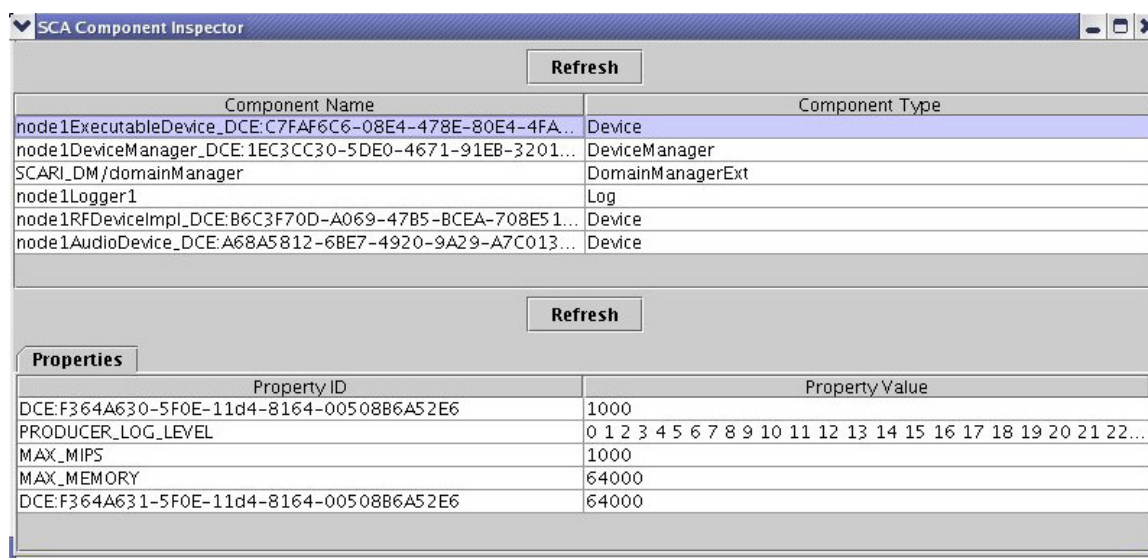 SCA Component Inspector
Refresh
Component Name Component Type
node1ExecutableDevice_DCE:C7FAF6C6-08E4-478E-80E4-4FA... Device
node1DeviceManager_DCE:1EC3CC30-5DE0-4671-91EB-3201... DeviceManager
SCARI_DM/domainManager DomainManagerExt
node1Logger1 Log
node1RFDeviceImpl_DCE:B6C3F70D-A069-47B5-BCEA-708E51... Device
node1AudioDevice_DCE:A68A5812-6BE7-4920-9A29-A7C013... Device
Refresh
Properties
Property ID Property Value
DCE:F364A630-5F0E-11d4-8164-00508B6A52E6 1000
PRODUCER_LOG_LEVEL 0 1 2 3 4 5 6 7 8 9 10 11 12 13 14 15 16 17 18 19 20 21 22...
MAX_MIPS 1000
MAX_MEMORY 64000
DCE:F364A631-5F0E-11d4-8164-00508B6A52E6 64000